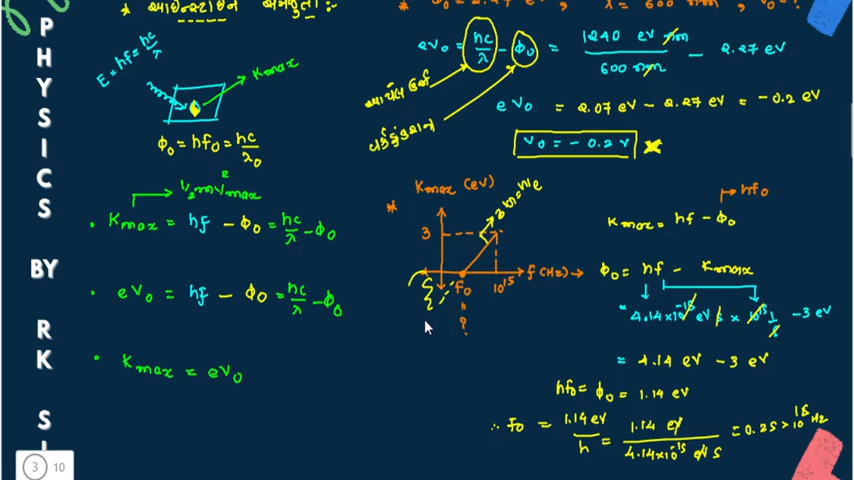 * આઇન્સ્ટાઇન સમીકરણ :-
E = hf = hc/λ
Kmax
ϕ₀ = hf₀ = hc/λ₀
½mv²max
• Kmax = hf - ϕ₀ = hc/λ - ϕ₀
• eV₀ = hf - ϕ₀ = hc/λ - ϕ₀
• Kmax = eV₀
λ = 600 nm
eV₀ = hc/λ - ϕ₀ = 1240 eV nm / 600 nm - 2.27 eV
eV₀ = 2.07 eV - 2.27 eV = -0.2 eV
V₀ = -0.2 V
* Kmax (eV)
3
f (Hz) →
f₀
10¹⁵
"
?
hf₀
Kmax = hf - ϕ₀
ϕ₀ = hf - Kmax
= 4.14×10⁻¹⁵ eV s × 10¹⁵ 1/s - 3 eV
= 4.14 eV - 3 eV
hf₀ = ϕ₀ = 1.14 eV
∴ f₀ = 1.14 eV / h = 1.14 eV / 4.14×10⁻¹⁵ eV s = 0.25 × 10¹⁵ Hz
PHYSICS
BY
RK
S
3 10